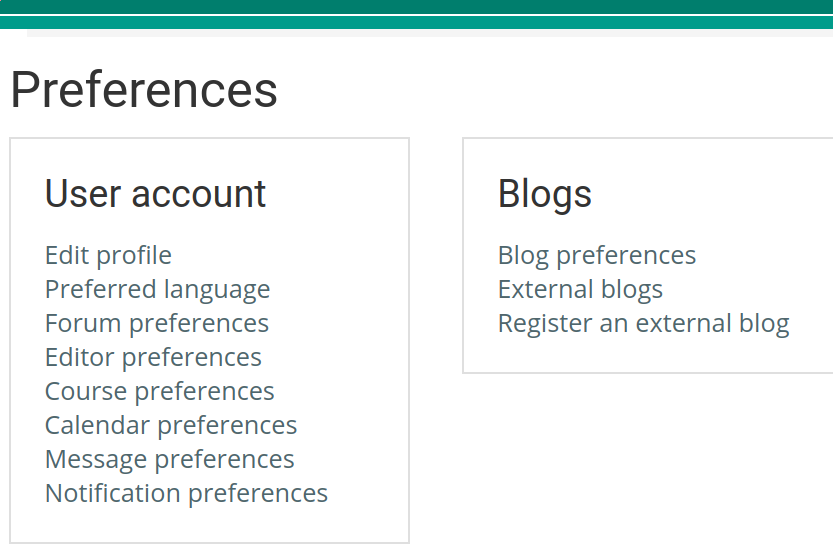 Preferences
User account
Edit profile
Preferred language
Forum preferences
Editor preferences
Course preferences
Calendar preferences
Message preferences
Notification preferences
Blogs
Blog preferences
External blogs
Register an external blog